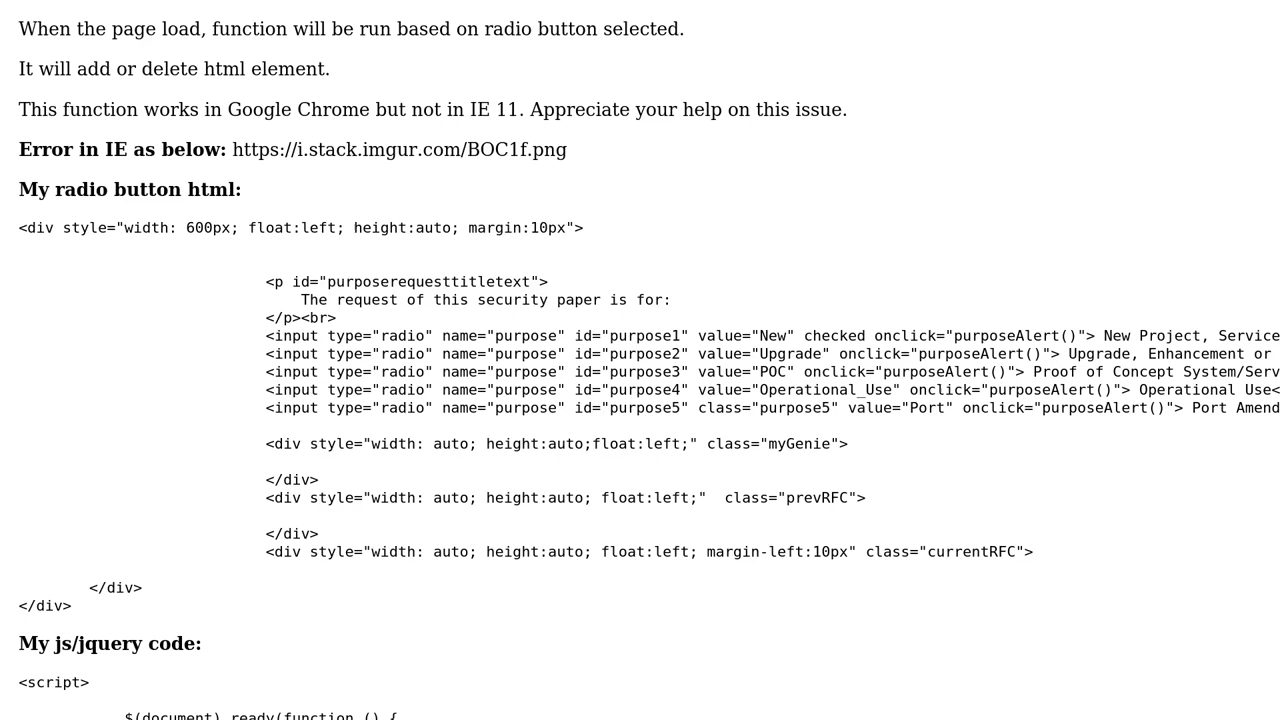 When the page load, function will be run based on radio button selected.
It will add or delete html element.
This function works in Google Chrome but not in IE 11. Appreciate your help on this issue.
Error in IE as below: https://i.stack.imgur.com/BOC1f.png
My radio button html:
<div style="width: 600px; float:left; height:auto; margin:10px">
<p id="purposerequesttitletext">
The request of this security paper is for:
</p><br>
<input type="radio" name="purpose" id="purpose1" value="New" checked onclick="purposeAlert()"> New Project, Service
<input type="radio" name="purpose" id="purpose2" value="Upgrade" onclick="purposeAlert()"> Upgrade, Enhancement or
<input type="radio" name="purpose" id="purpose3" value="POC" onclick="purposeAlert()"> Proof of Concept System/Serv
<input type="radio" name="purpose" id="purpose4" value="Operational_Use" onclick="purposeAlert()"> Operational Use<
<input type="radio" name="purpose" id="purpose5" class="purpose5" value="Port" onclick="purposeAlert()"> Port Amend
<div style="width: auto; height:auto;float:left;" class="myGenie">
</div>
<div style="width: auto; height:auto; float:left;"  class="prevRFC">
</div>
<div style="width: auto; height:auto; float:left; margin-left:10px" class="currentRFC">
</div>
</div>
My js/jquery code:
<script>
$(document).ready(function () {